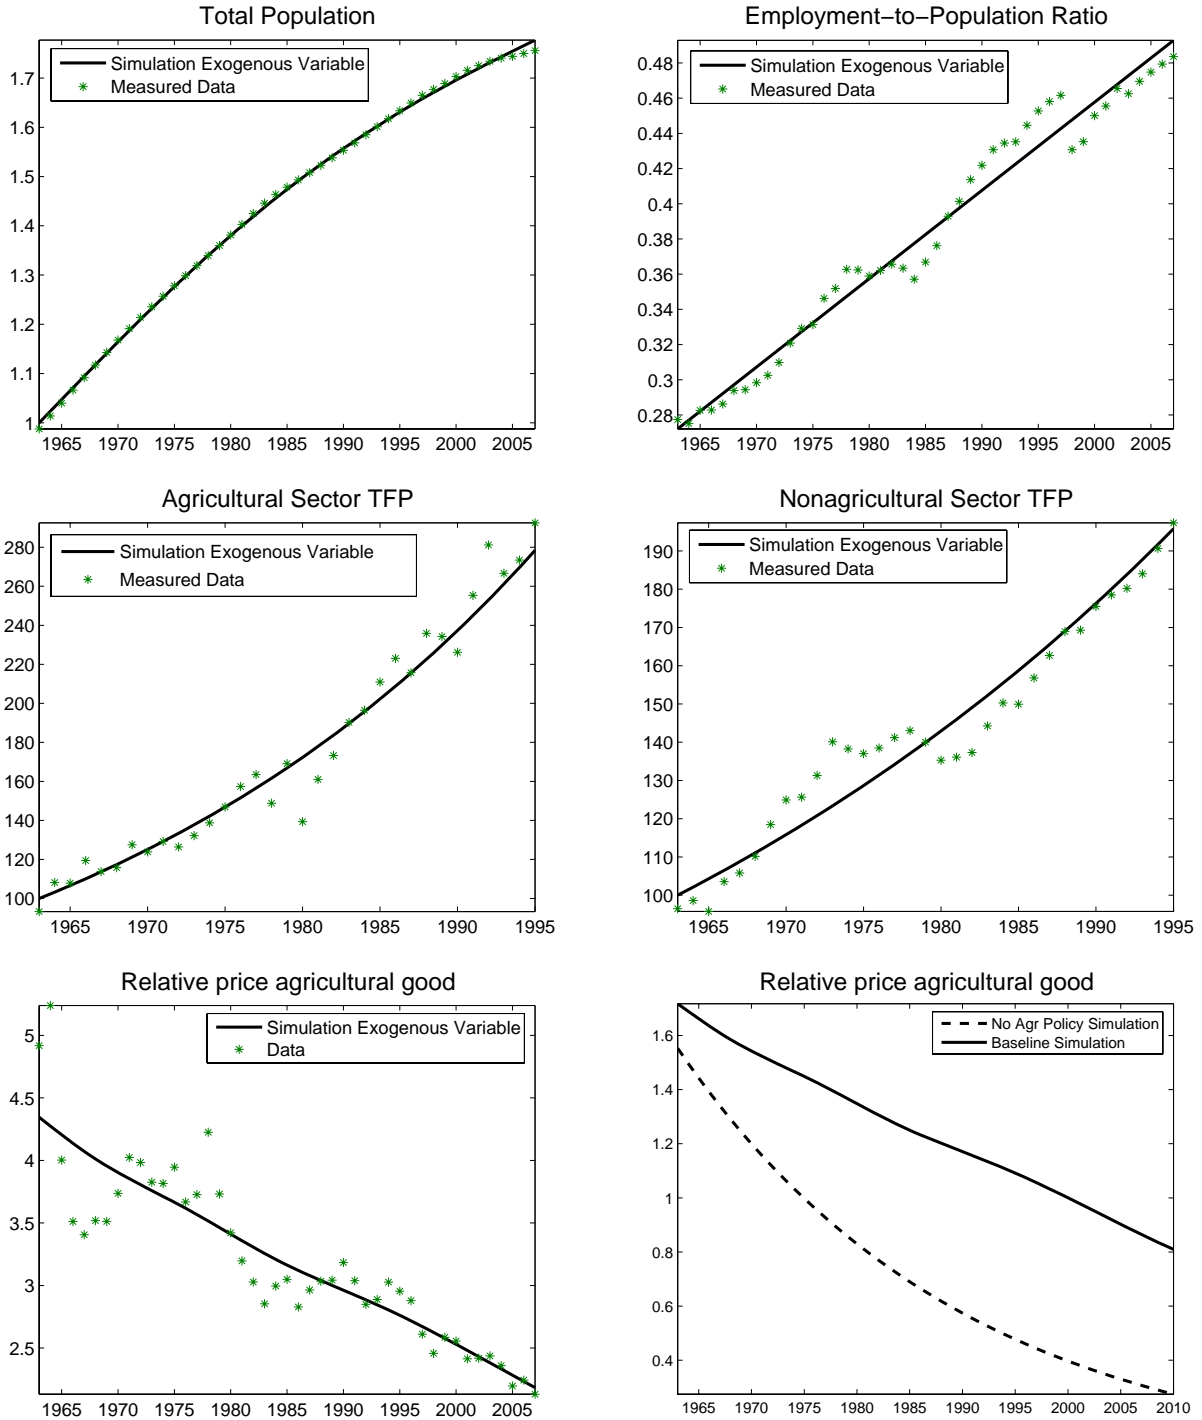 Total Population
Simulation Exogenous Variable
Measured Data
1.7
1.6
1.5
1.4
1.3
1.2
1.1
1
1965 1970 1975 1980 1985 1990 1995 2000 2005
Employment−to−Population Ratio
Simulation Exogenous Variable
Measured Data
0.48
0.46
0.44
0.42
0.4
0.38
0.36
0.34
0.32
0.3
0.28
1965 1970 1975 1980 1985 1990 1995 2000 2005
Agricultural Sector TFP
Simulation Exogenous Variable
Measured Data
280
260
240
220
200
180
160
140
120
100
1965 1970 1975 1980 1985 1990 1995
Nonagricultural Sector TFP
Simulation Exogenous Variable
Measured Data
190
180
170
160
150
140
130
120
110
100
1965 1970 1975 1980 1985 1990 1995
Relative price agricultural good
Simulation Exogenous Variable
Data
5
4.5
4
3.5
3
2.5
1965 1970 1975 1980 1985 1990 1995 2000 2005
Relative price agricultural good
No Agr Policy Simulation
Baseline Simulation
1.6
1.4
1.2
1
0.8
0.6
0.4
1965 1970 1975 1980 1985 1990 1995 2000 2005 2010